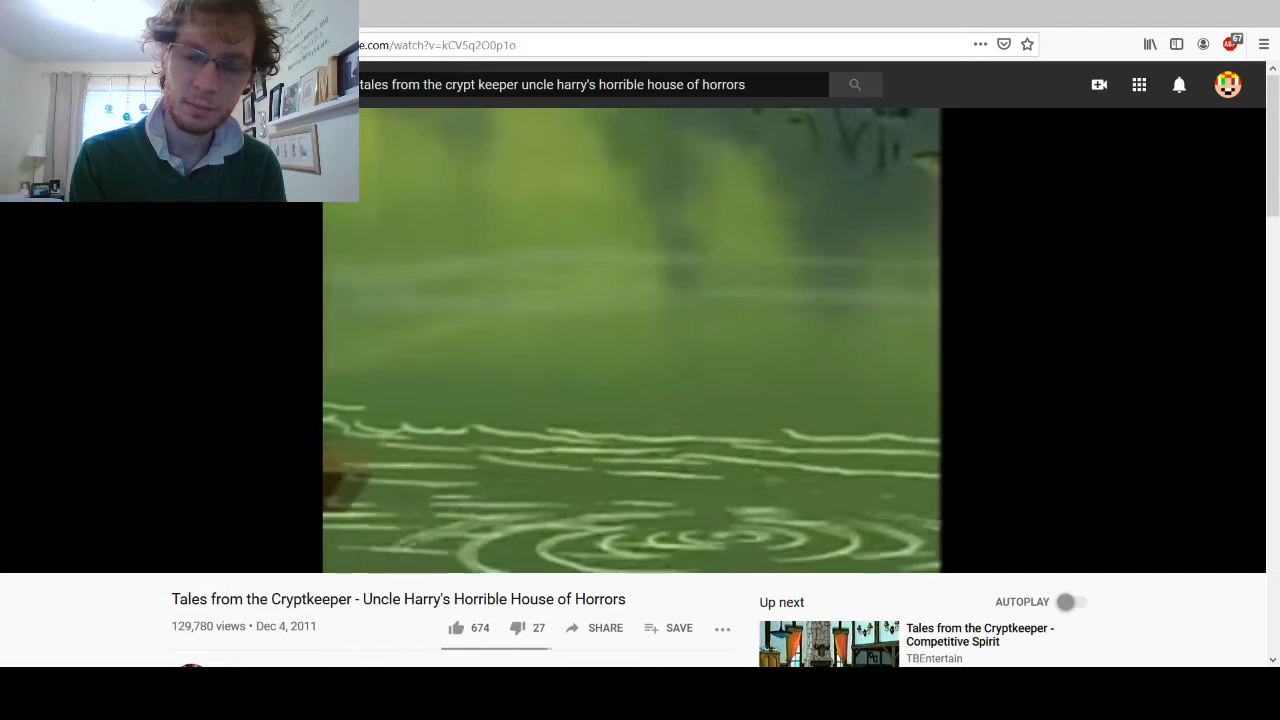 e.com/watch?v=kCV5q2O0p1o
67
tales from the crypt keeper uncle harry's horrible house of horrors
Tales from the Cryptkeeper - Uncle Harry's Horrible House of Horrors
129,780 views • Dec 4, 2011
674
27
SHARE
SAVE
Up next
AUTOPLAY
Tales from the Cryptkeeper -
Competitive Spirit
TBEntertain